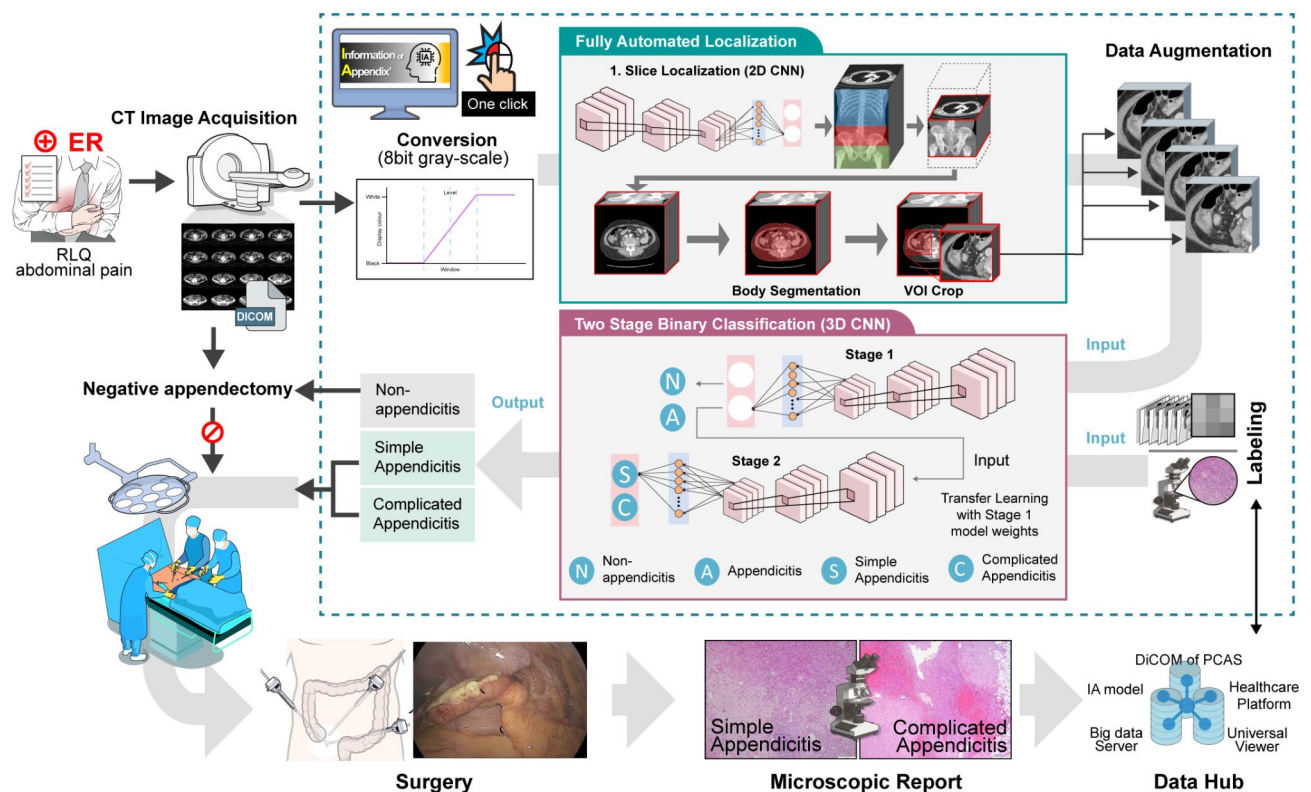 ER
RLQ
abdominal pain
CT Image Acquisition
DICOM
Information of
Appendix'
IA
One click
Conversion
(8bit gray-scale)
White
Level
Display colour
Black
Window
Fully Automated Localization
1. Slice Localization (2D CNN)
Body Segmentation
VOI Crop
Data Augmentation
Two Stage Binary Classification (3D CNN)
Stage 1
N
A
Stage 2
Input
S
C
Transfer Learning
with Stage 1
model weights
N
Non-
appendicitis
A
Appendicitis
S
Simple
Appendicitis
C
Complicated
Appendicitis
Input
Input
Labeling
Output
Negative appendectomy
Non-
appendicitis
Simple
Appendicitis
Complicated
Appendicitis
Surgery
Simple
Appendicitis
Complicated
Appendicitis
Microscopic Report
DiCOM of PCAS
IA model
Healthcare
Platform
Big data
Server
Universal
Viewer
Data Hub